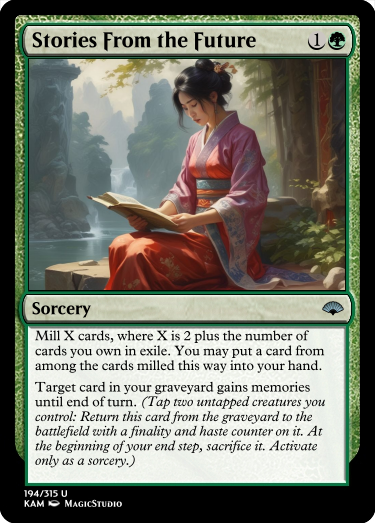 Stories From the Future 1
Sorcery
Mill X cards, where X is 2 plus the number of
cards you own in exile. You may put a card from
among the cards milled this way into your hand.
Target card in your graveyard gains memories
until end of turn. (Tap two untapped creatures you
control: Return this card from the graveyard to the
battlefield with a finality and haste counter on it. At
the beginning of your end step, sacrifice it. Activate
only as a sorcery.)
194/315 U
KAM MagicStudio